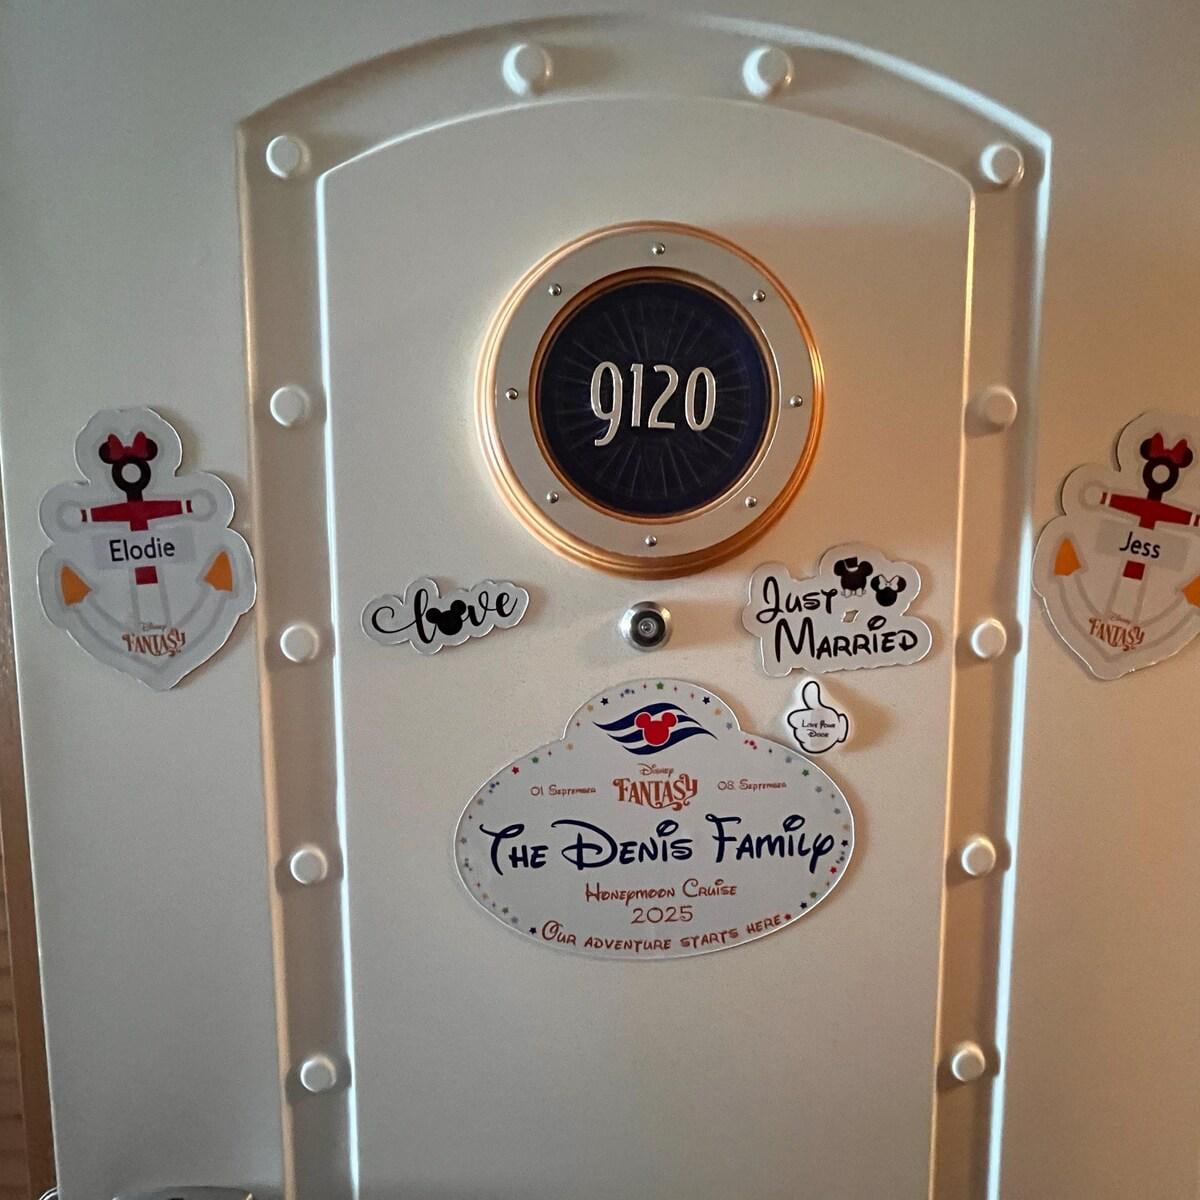 9120
Elodie
Disney
FANTASY
Jess
Disney
FANTASY
love
JUST
MARRIED
Love Your
Door
Disney
FANTASY
01. September
08. September
THE DENIS FAMILY
HONEYMOON CRUISE
2025
OUR ADVENTURE STARTS HERE